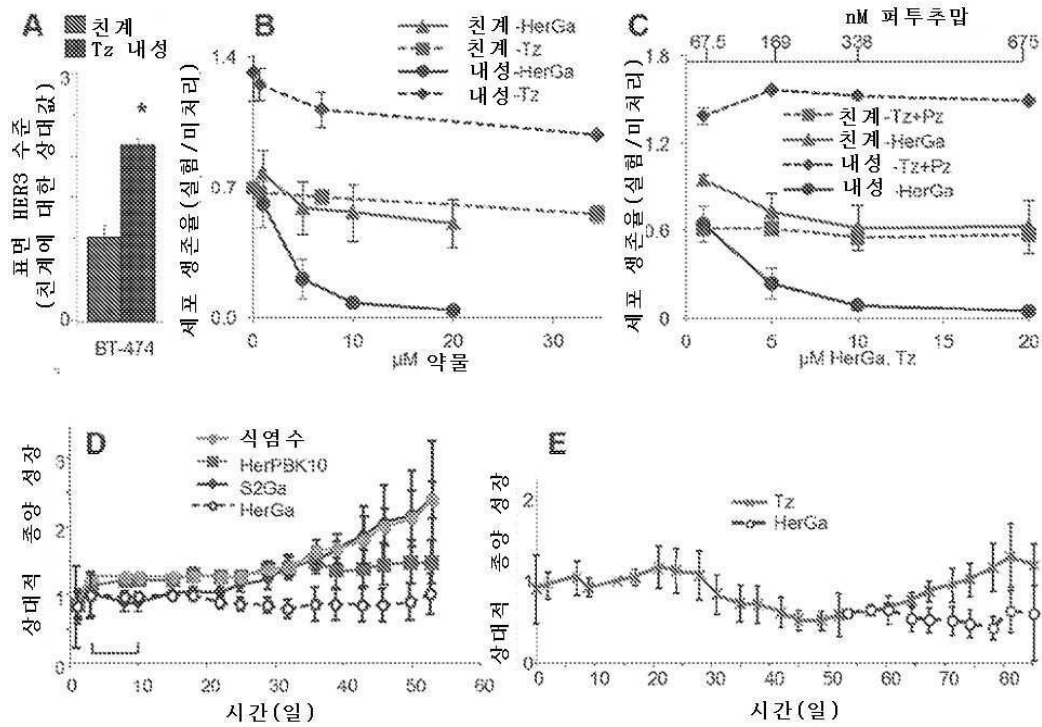 A
친계
Tz 내성
3
*
0
표면 HER3 수준
(친계에 대한 상대값)
BT-474
B
친계-HerGa
친계-Tz
내성-HerGa
내성-Tz
1.4
0.7
0.0
세포 생존율(실험/미처리)
0 10 20 30
μM 약물
C
nM 퍼투추맙
67.5 169 338 675
1.8
1.2
0.6
0
친계-Tz+Pz
친계-HerGa
내성-Tz+Pz
내성-HerGa
세포 생존율(실험/미처리)
0 5 10 15 20
μM HerGa, Tz
D
식염수
HerPBK10
S2Ga
HerGa
3
2
1
0
상대적 종양 성장
0 10 20 30 40 50 60
시간(일)
E
Tz
HerGa
2
1
0
상대적 종양 성장
0 10 20 30 40 50 60 70 80
시간(일)